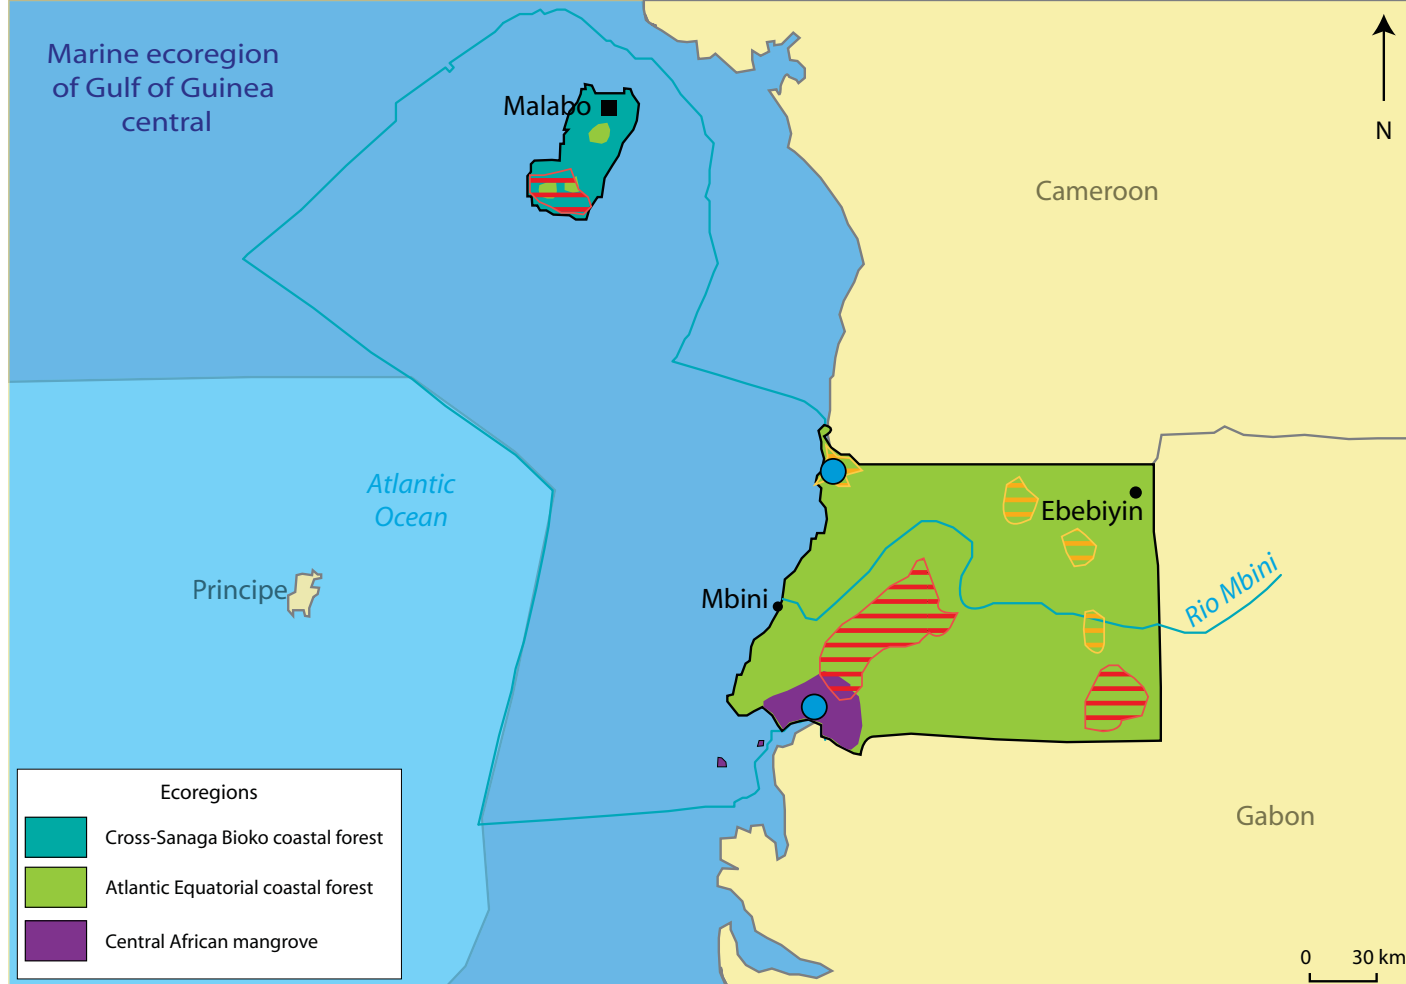 Marine ecoregion
of Gulf of Guinea
central
Malabo
N
Cameroon
Atlantic
Ocean
Ebebiyin
Principe
Mbini
Rio Mbini
Gabon
Ecoregions
Cross-Sanaga Bioko coastal forest
Atlantic Equatorial coastal forest
Central African mangrove
0 30 km